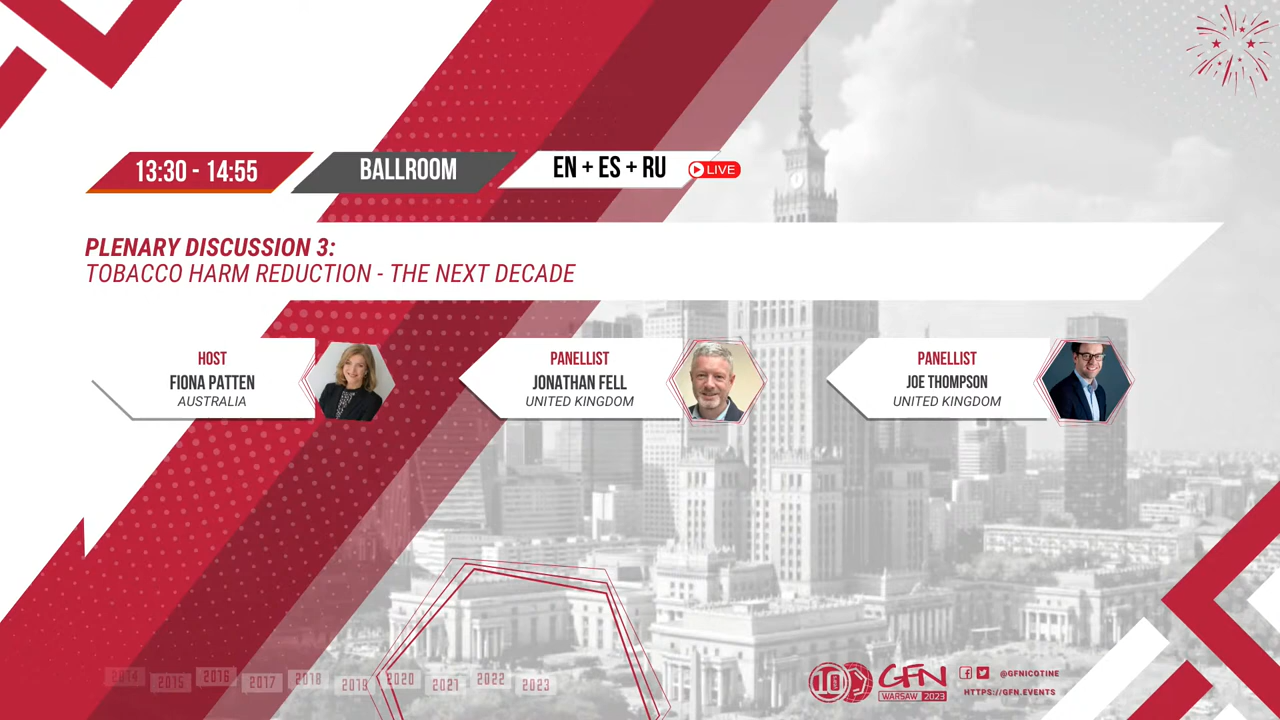 13:30 - 14:55
BALLROOM
EN + ES + RU
LIVE
PLENARY DISCUSSION 3:
TOBACCO HARM REDUCTION - THE NEXT DECADE
HOST
FIONA PATTEN
AUSTRALIA
PANELLIST
JONATHAN FELL
UNITED KINGDOM
PANELLIST
JOE THOMPSON
UNITED KINGDOM
2014
2015
2016
2017
2018
2019
2020
2021
2022
2023
10
GFN
WARSAW 2023
@GFNICOTINE
HTTPS://GFN.EVENTS